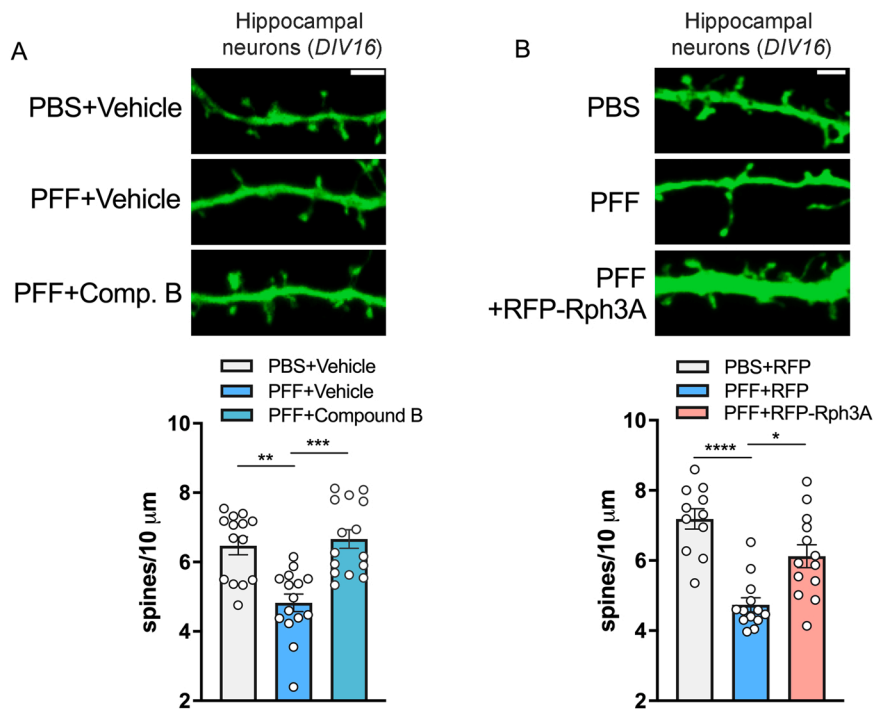 A
Hippocampal
neurons (DIV16)
PBS+Vehicle
PFF+Vehicle
PFF+Comp. B
PBS+Vehicle
PFF+Vehicle
PFF+Compound B
10
8
6
4
2
spines/10 μm
**
***
B
Hippocampal
neurons (DIV16)
PBS
PFF
PFF
+RFP-Rph3A
PBS+RFP
PFF+RFP
PFF+RFP-Rph3A
10
8
6
4
2
spines/10 μm
****
*